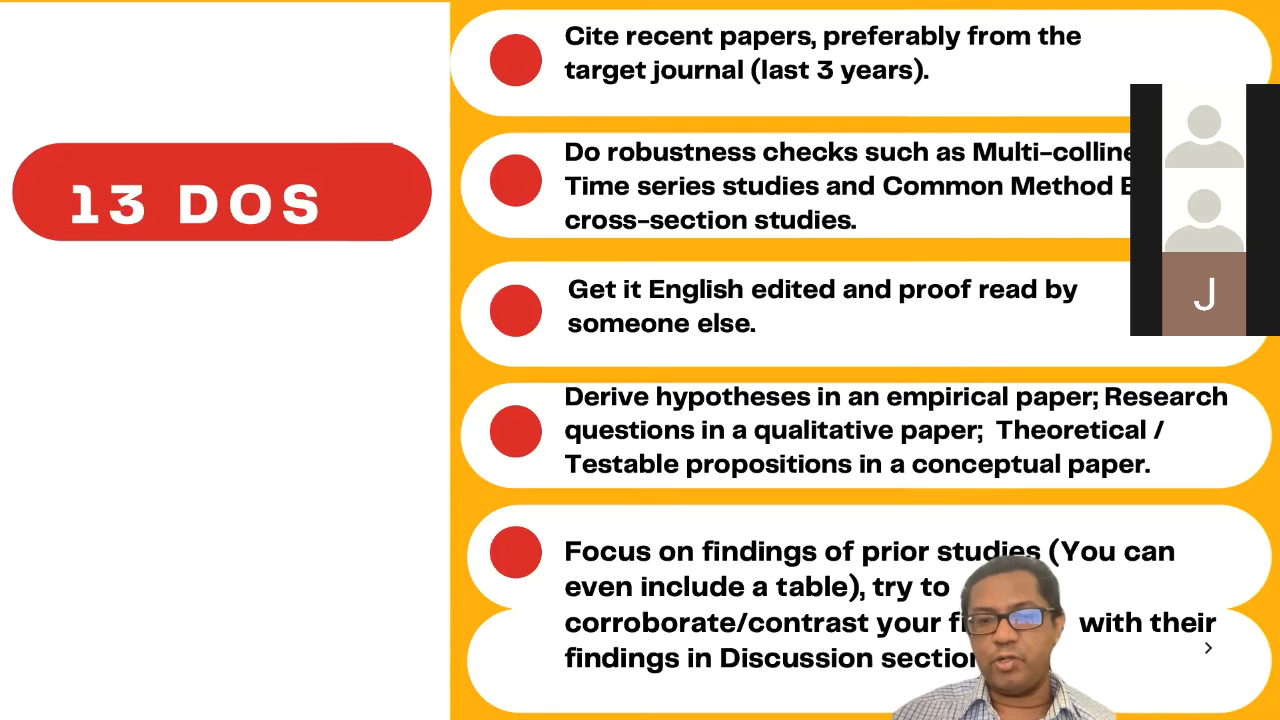 13 DOS
Cite recent papers, preferably from the
target journal (last 3 years).
Do robustness checks such as
Time series studies and Common Method
cross-section studies.
Get it English edited and proof read by
someone else.
Derive hypotheses in an empirical paper; Research
questions in a qualitative paper; Theoretical /
Testable propositions in a conceptual paper.
Focus on findings of prior studies (You can
even include a table), try to
corroborate/contrast your with their
findings in Discussion
J